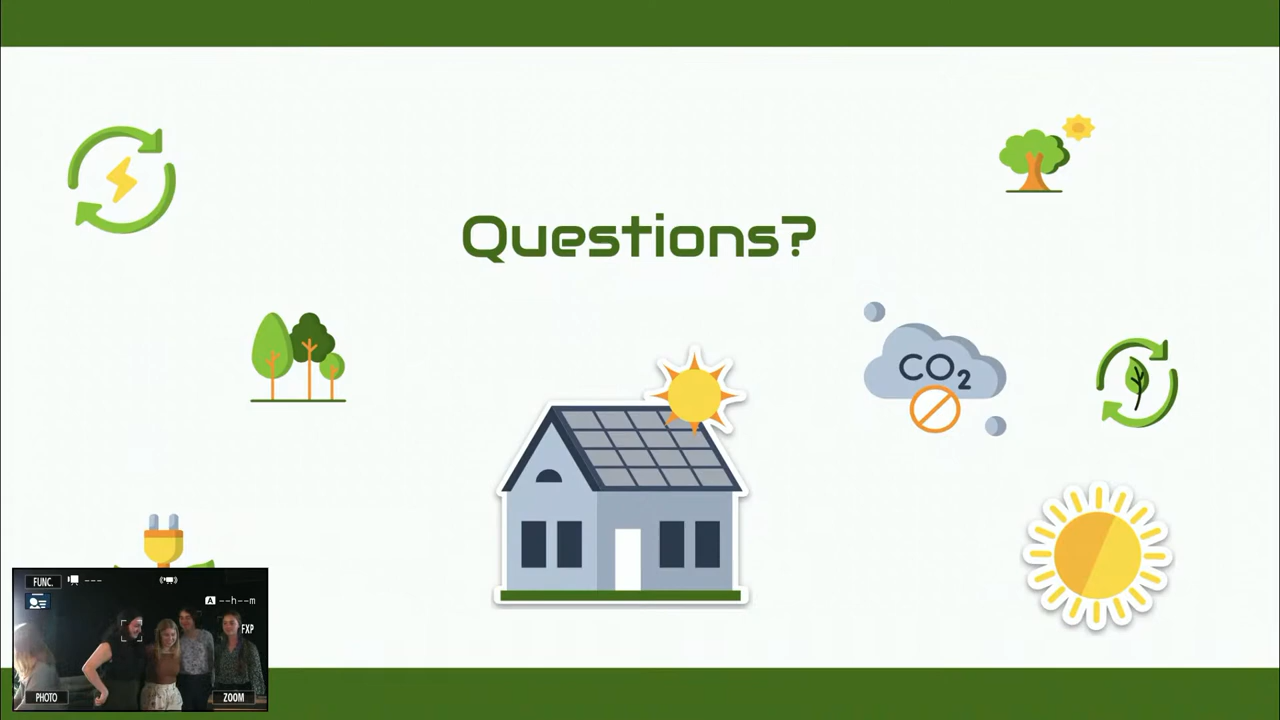 Questions?
CO2
FUNC.
---
A --h--m
FXP
PHOTO
ZOOM